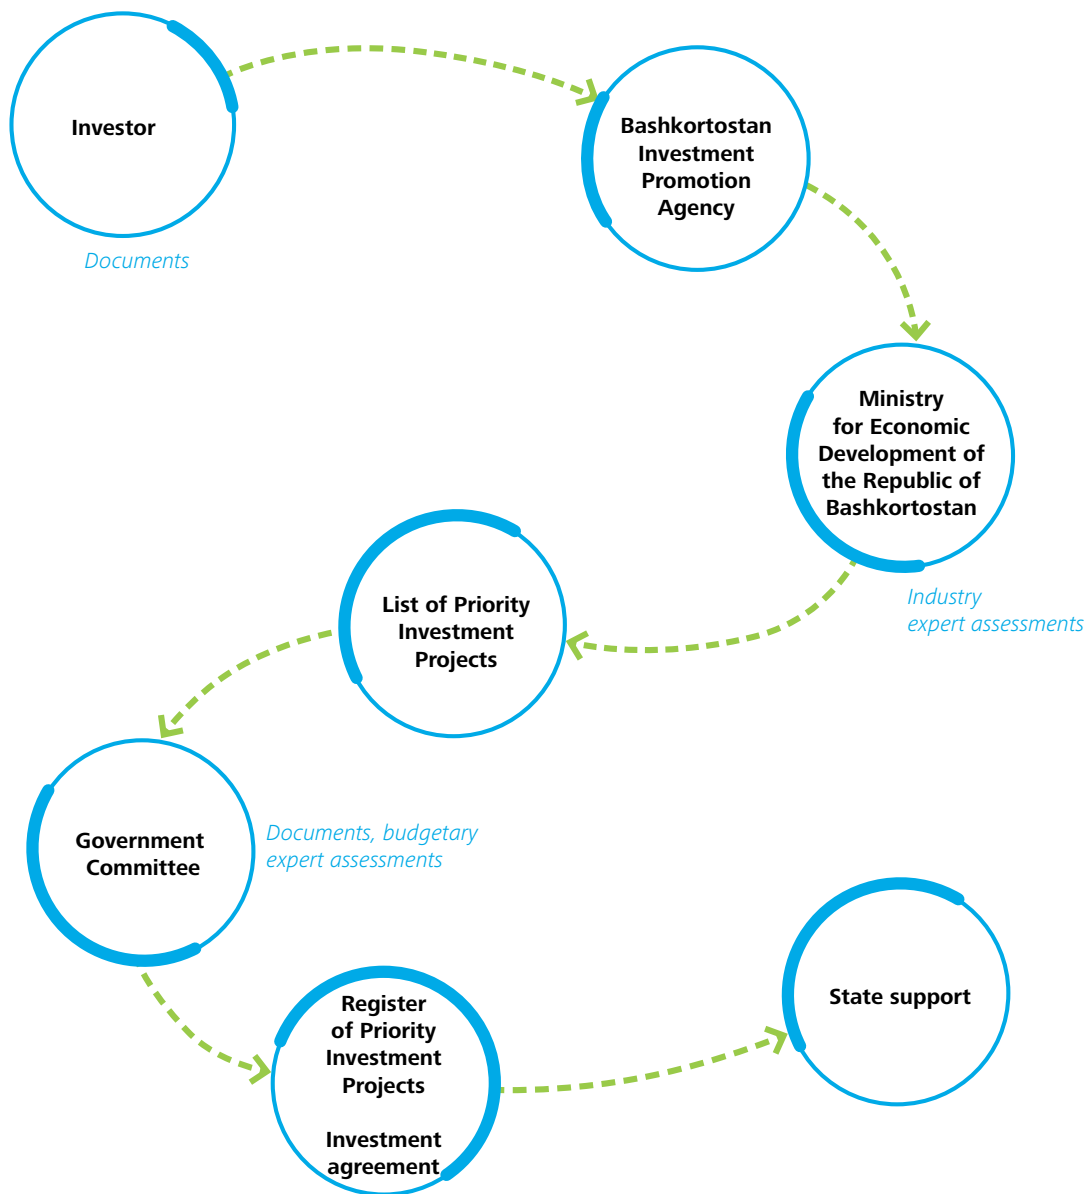 Investor
Documents
Bashkortostan
Investment
Promotion
Agency
Ministry
for Economic
Development of
the Republic of
Bashkortostan
Industry
expert assessments
List of Priority
Investment
Projects
Government
Committee
Documents, budgetary
expert assessments
Register
of Priority
Investment
Projects
Investment
agreement
State support